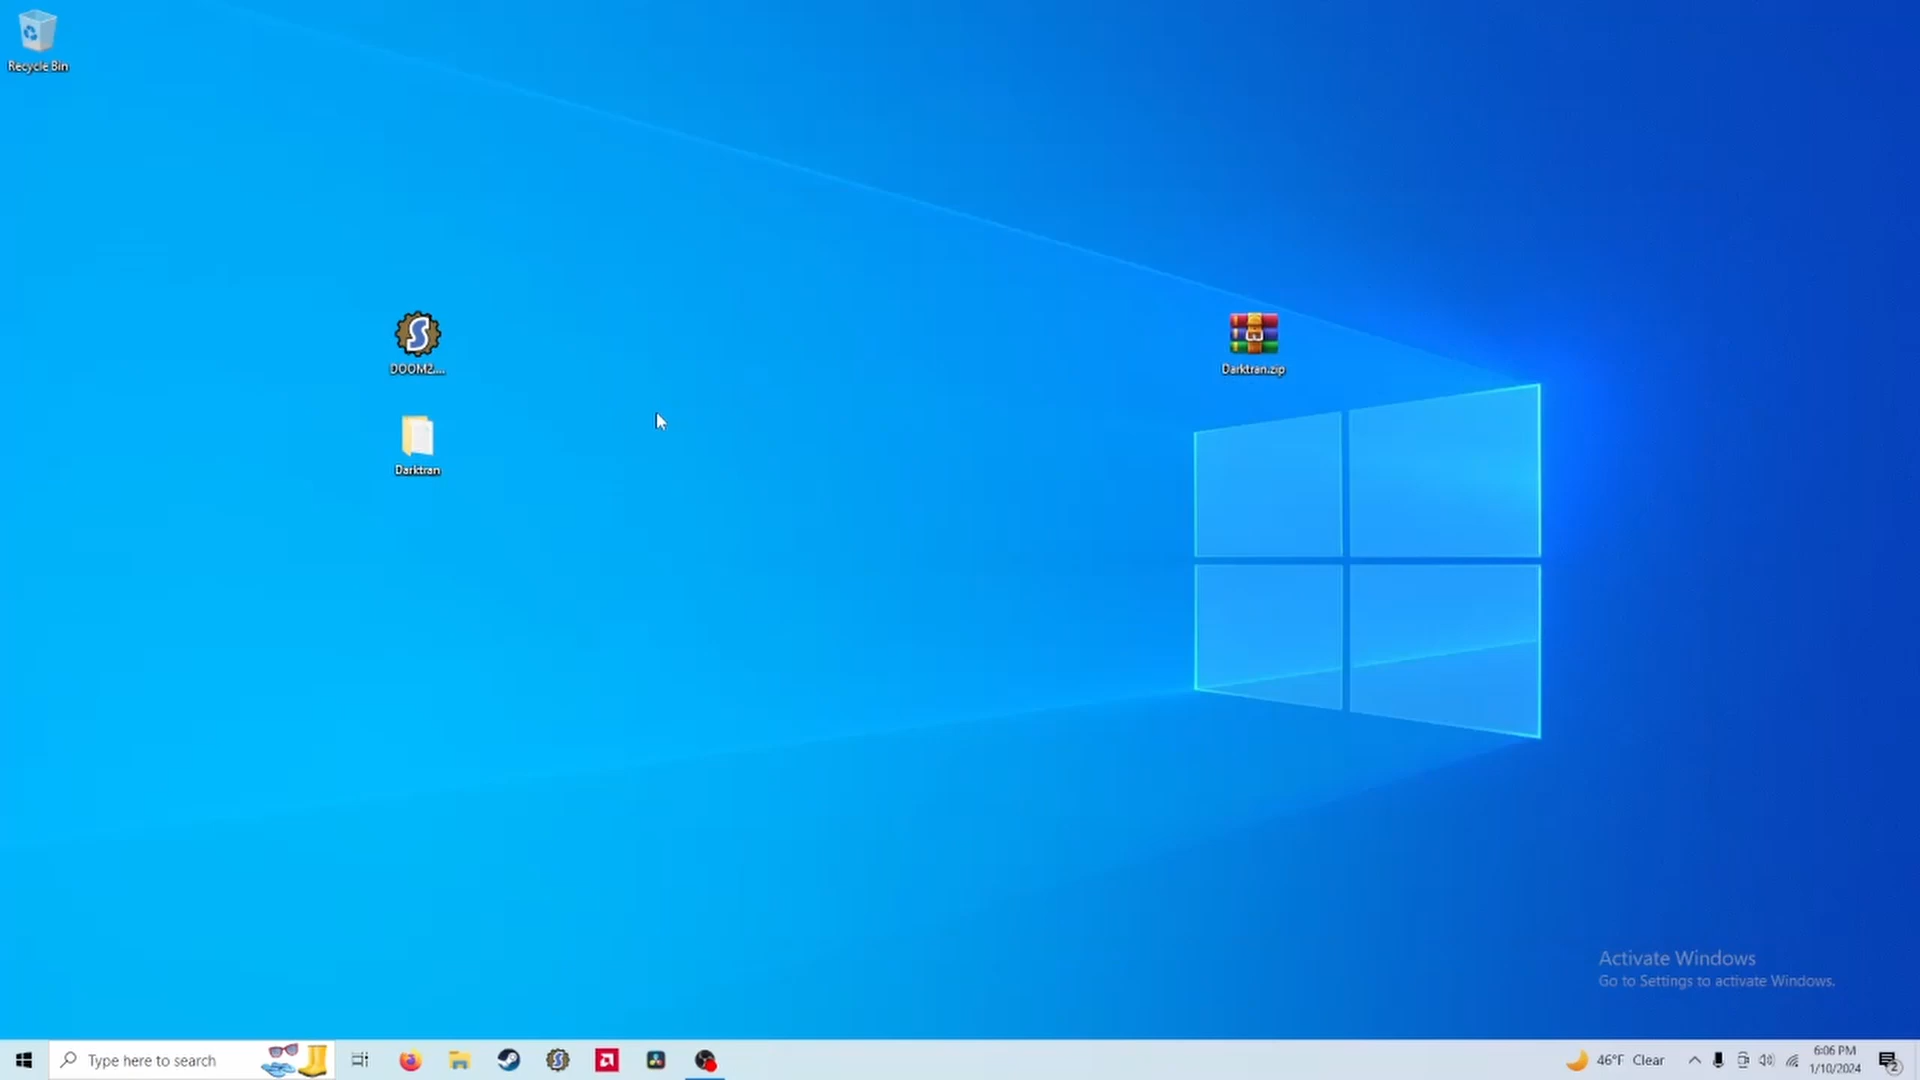 Recycle Bin
DOOM2....
Darktran.zip
Darktran
Activate Windows
Go to Settings to activate Windows.
Type here to search
46°F Clear
6:06 PM
1/10/2024
2